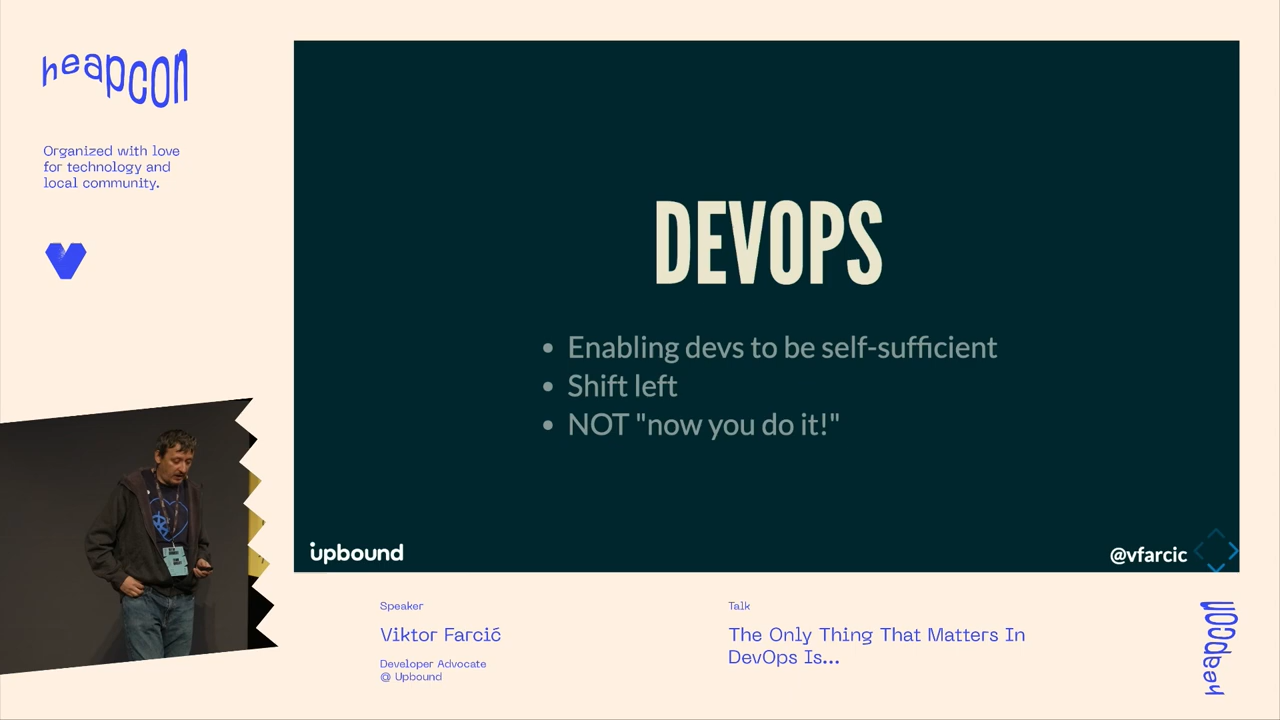 heapcon
Organized with love
for technology and
local community.
DEVOPS
• Enabling devs to be self-sufficient
• Shift left
• NOT "now you do it!"
upbound
@vfarcic
Speaker
Viktor Farcić
Developer Advocate
@ Upbound
Talk
The Only Thing That Matters In
DevOps Is...
heapcon